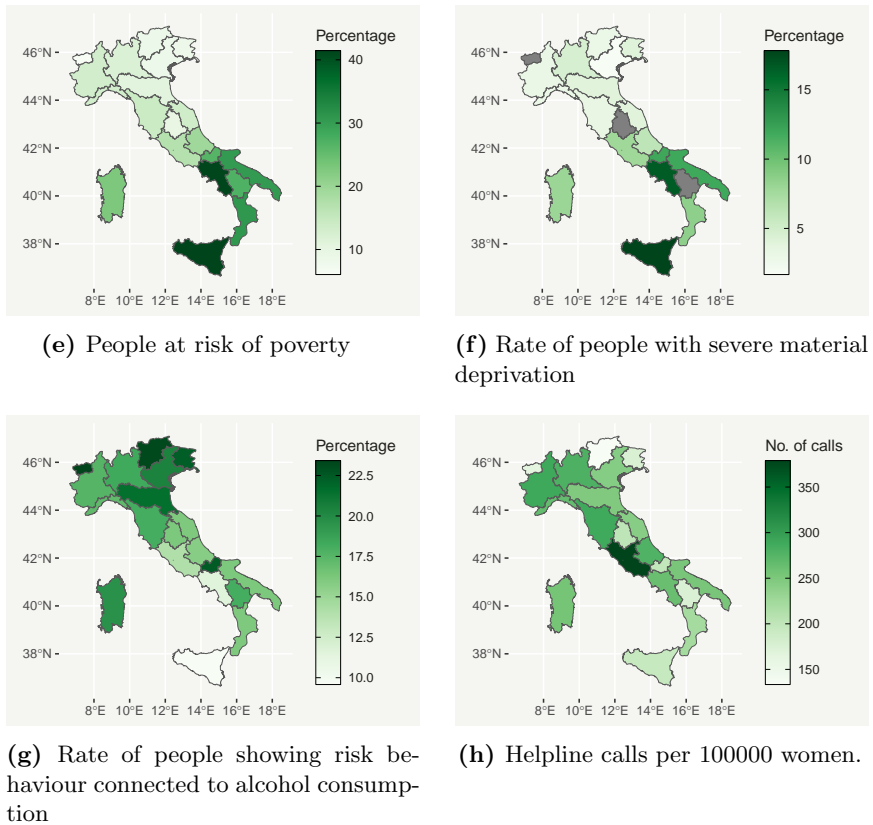 Percentage
46°N
44°N
42°N
40°N
38°N
40
30
20
10
8°E 10°E 12°E 14°E 16°E 18°E
(e) People at risk of poverty
Percentage
46°N
44°N
42°N
40°N
38°N
15
10
5
8°E 10°E 12°E 14°E 16°E 18°E
(f) Rate of people with severe material
deprivation
Percentage
46°N
44°N
42°N
40°N
38°N
22.5
20.0
17.5
15.0
12.5
10.0
8°E 10°E 12°E 14°E 16°E 18°E
(g) Rate of people showing risk be-
haviour connected to alcohol consump-
tion
No. of calls
46°N
44°N
42°N
40°N
38°N
350
300
250
200
150
8°E 10°E 12°E 14°E 16°E 18°E
(h) Helpline calls per 100000 women.